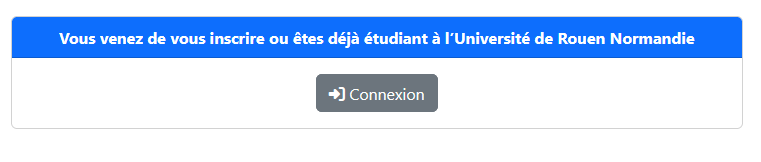 Vous venez de vous inscrire ou êtes déjà étudiant à l'Université de Rouen Normandie
Connexion